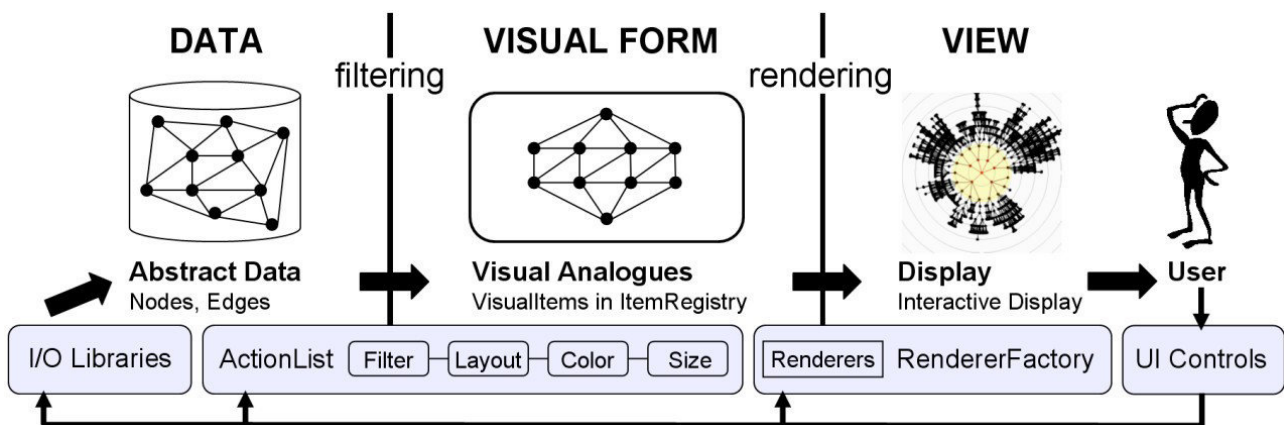 DATA
VISUAL FORM
VIEW
filtering
rendering
Abstract Data
Nodes, Edges
Visual Analogues
VisualItems in ItemRegistry
Display
Interactive Display
User
I/O Libraries
ActionList
Filter
Layout
Color
Size
Renderers
RendererFactory
UI Controls